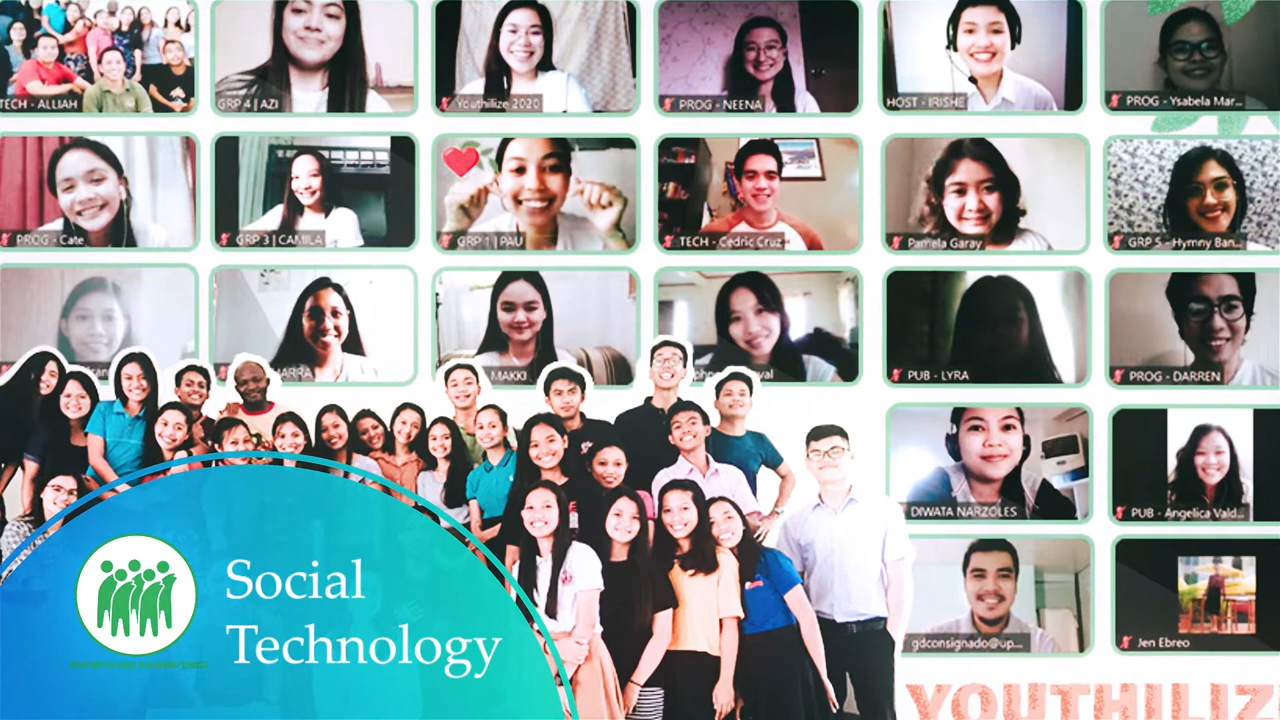 TECH - ALLIAH
GRP 4 | AZI
Youthillize 2020
PROG - NEENA
HOST - IRISHE
PROG - Ysabela Mar...
PROG - Cate
GRP 3 | CAMILA
GRP 1 | PAU
TECH - Cedric Cruz
Pamela Garay
GRP 5 - Hymny Ban...
MAKKI
PUB - LYRA
PROG - DARREN
DIWATA NARZOLES
PUB - Angelica Vald...
gdconsignado@up....
Jen Ebreo
Social
Technology
YOUTHILIZ